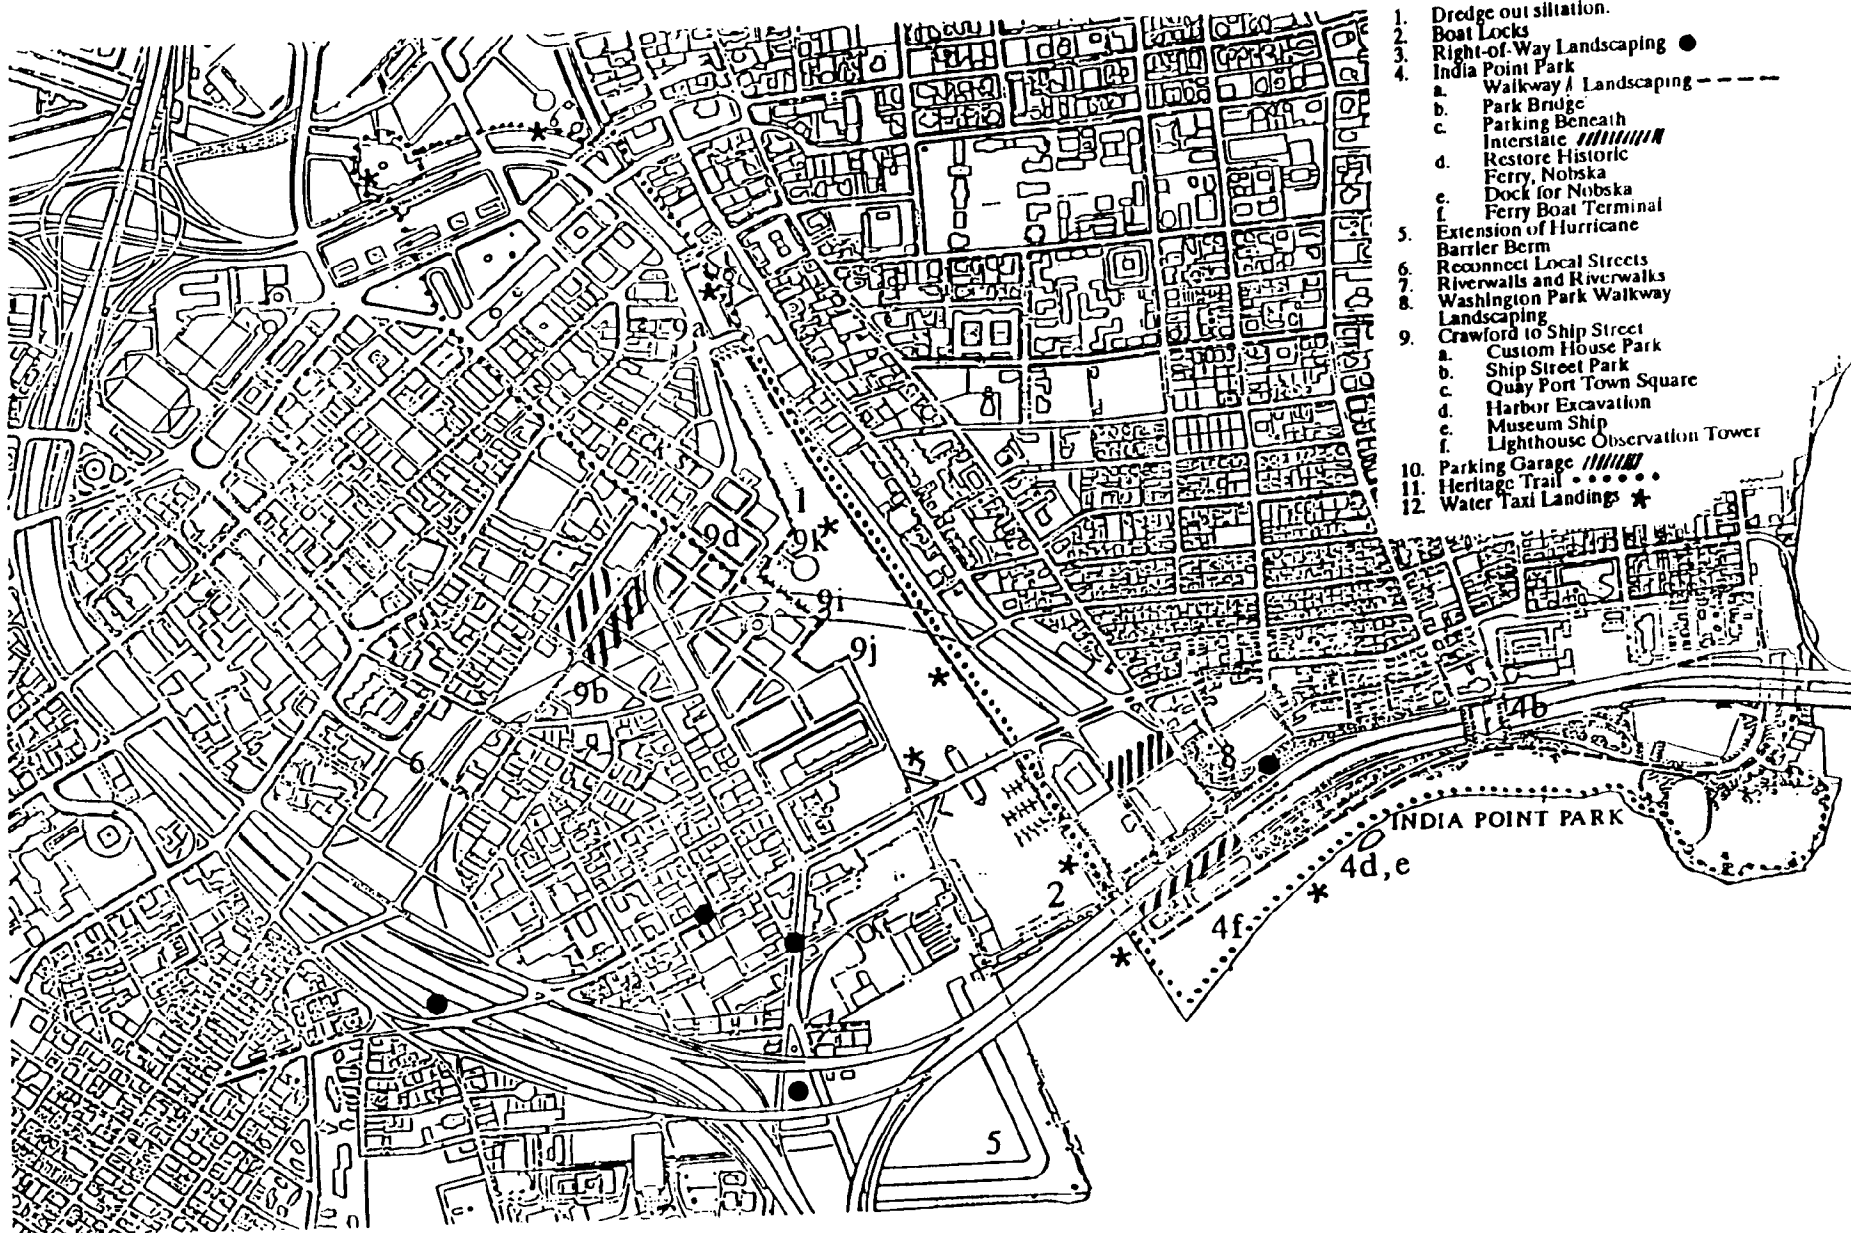 1. Dredge out siltation.
2. Boat Locks
3. Right-of-Way Landscaping
4. India Point Park
a. Walkway / Landscaping
b. Park Bridge
c. Parking Beneath
Interstate
d. Restore Historic
Ferry, Nobska
e. Dock for Nobska
f. Ferry Boat Terminal
5. Extension of Hurricane
Barrier Berm
6. Reconnect Local Streets
7. Riverwalls and Riverwalks
8. Washington Park Walkway
Landscaping
9. Crawford to Ship Street
a. Custom House Park
b. Ship Street Park
c. Quay Port Town Square
d. Harbor Excavation
e. Museum Ship
f. Lighthouse Observation Tower
10. Parking Garage
11. Heritage Trail
12. Water Taxi Landings
9a
PECK ST.
1
9d
9k
9i
9j
9b
6
8
4b
INDIA POINT PARK
4d,e
2
4f
5